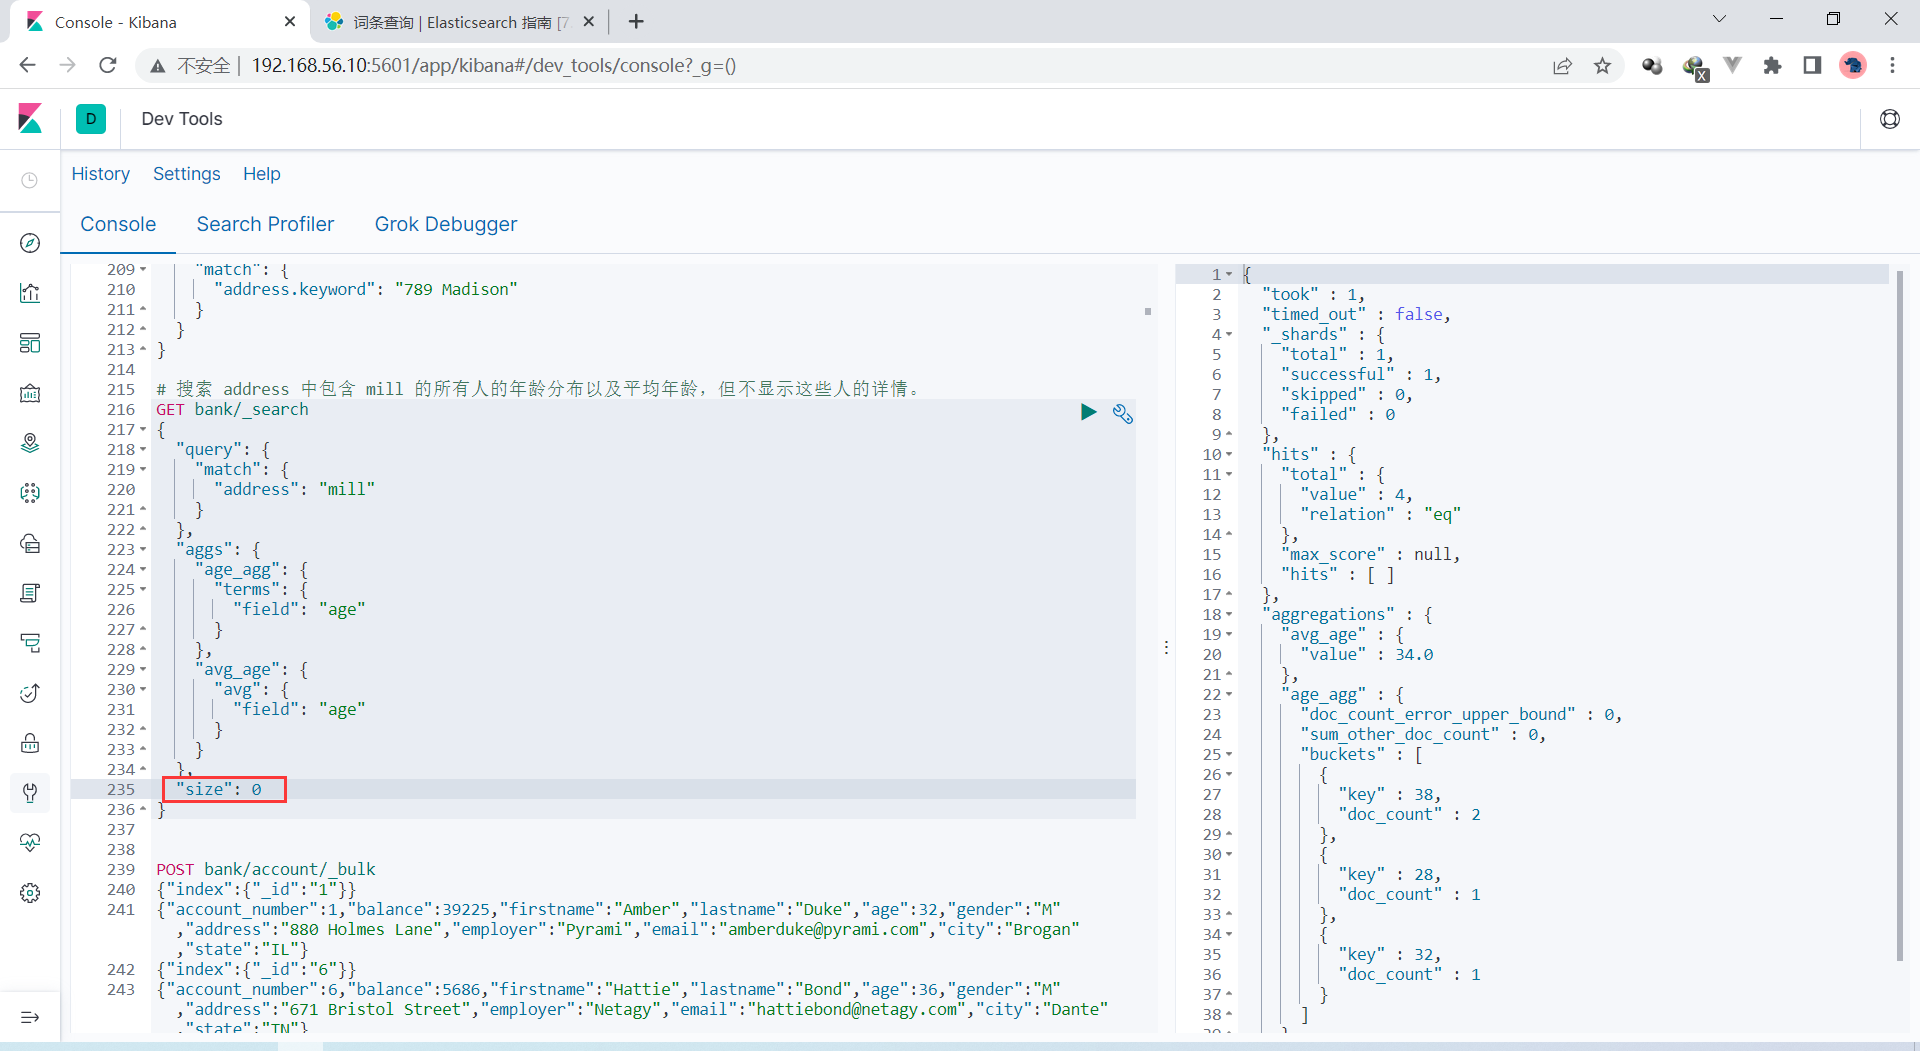 Console - Kibana
词条查询 | Elasticsearch 指南 [7
不安全
192.168.56.10:5601/app/kibana#/dev_tools/console?_g=()
X
D
Dev Tools
History Settings Help
Console Search Profiler Grok Debugger
209 "match": {
210 "address.keyword": "789 Madison"
211 }
212 }
213 }
214
215 # 搜索 address 中包含 mill 的所有人的年龄分布以及平均年龄，但不显示这些人的详情。
216 GET bank/_search
217 {
218 "query": {
219 "match": {
220 "address": "mill"
221 }
222 },
223 "aggs": {
224 "age_agg": {
225 "terms": {
226 "field": "age"
227 }
228 },
229 "avg_age": {
230 "avg": {
231 "field": "age"
232 }
233 }
234 },
235 "size": 0
236 }
237
238
239 POST bank/account/_bulk
240 {"index":{"_id":"1"}}
241 {"account_number":1,"balance":39225,"firstname":"Amber","lastname":"Duke","age":32,"gender":"M"
,"address":"880 Holmes Lane","employer":"Pyrami","email":"amberduke@pyrami.com","city":"Brogan"
,"state":"IL"}
242 {"index":{"_id":"6"}}
243 {"account_number":6,"balance":5686,"firstname":"Hattie","lastname":"Bond","age":36,"gender":"M"
,"address":"671 Bristol Street","employer":"Netagy","email":"hattiebond@netagy.com","city":"Dante"
,"state":"TN"}
1 {
2 "took" : 1,
3 "timed_out" : false,
4 "_shards" : {
5 "total" : 1,
6 "successful" : 1,
7 "skipped" : 0,
8 "failed" : 0
9 },
10 "hits" : {
11 "total" : {
12 "value" : 4,
13 "relation" : "eq"
14 },
15 "max_score" : null,
16 "hits" : [ ]
17 },
18 "aggregations" : {
19 "avg_age" : {
20 "value" : 34.0
21 },
22 "age_agg" : {
23 "doc_count_error_upper_bound" : 0,
24 "sum_other_doc_count" : 0,
25 "buckets" : [
26 {
27 "key" : 38,
28 "doc_count" : 2
29 },
30 {
31 "key" : 28,
32 "doc_count" : 1
33 },
34 {
35 "key" : 32,
36 "doc_count" : 1
37 }
38 ]
39 }